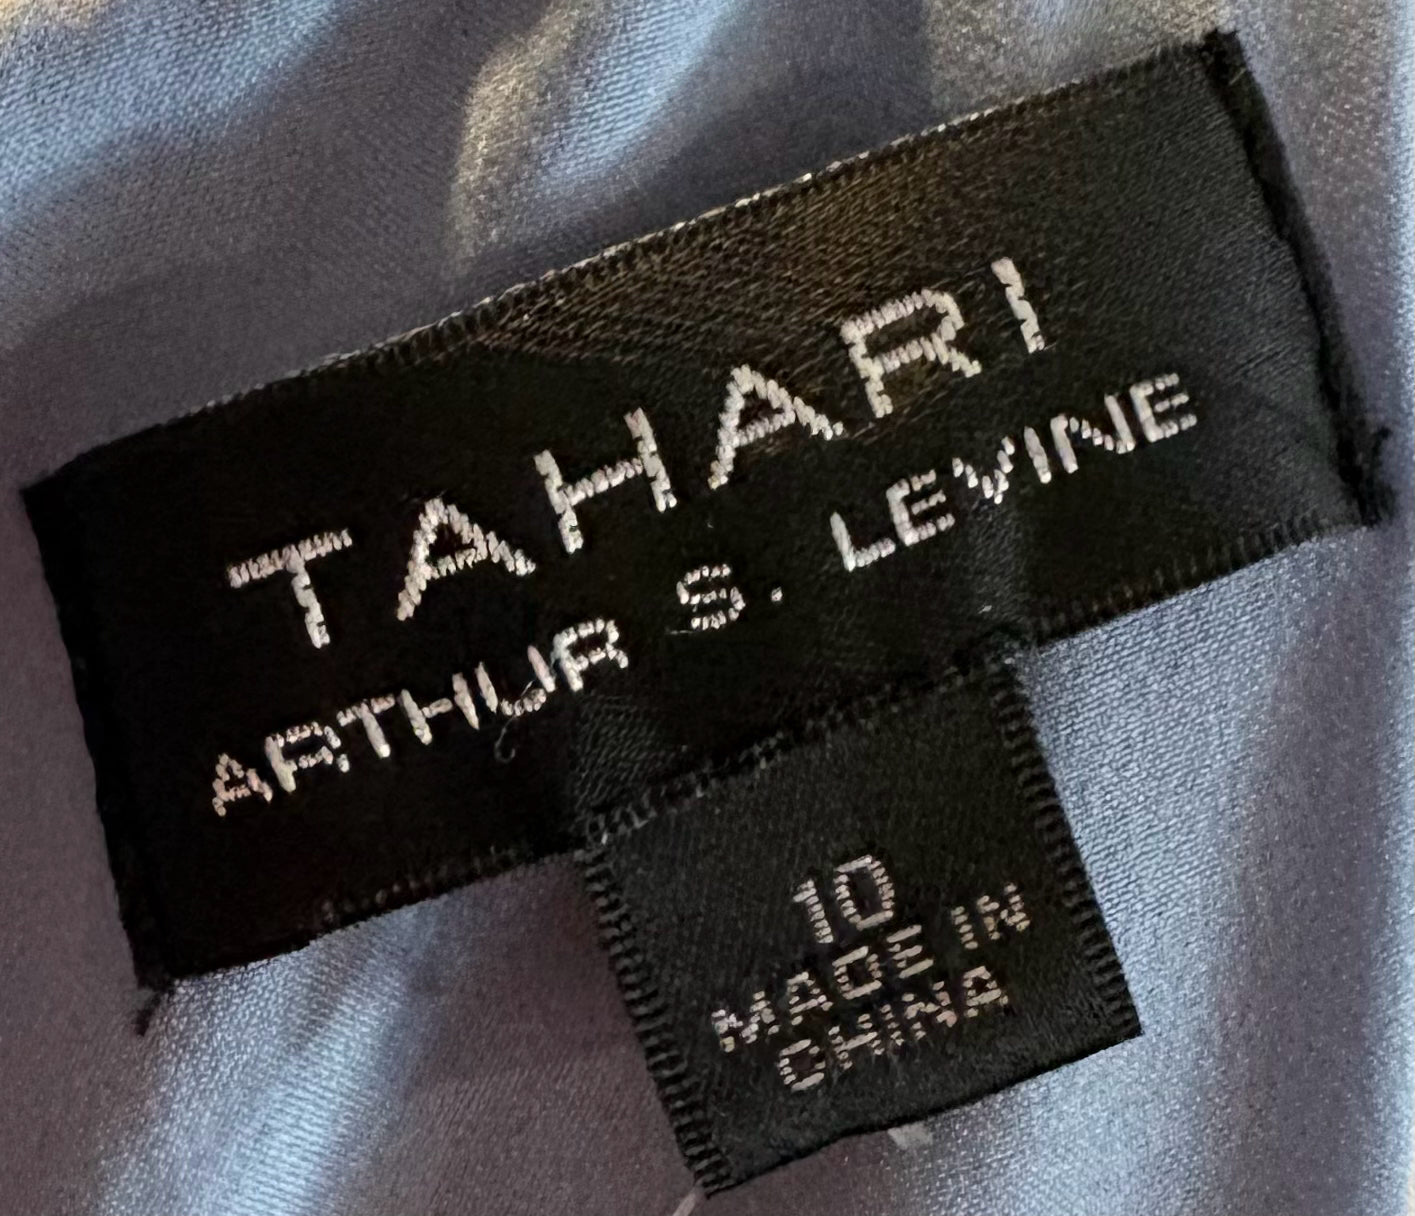 TAHARI
ARTHUR S. LEVINE
10
MADE IN
CHINA